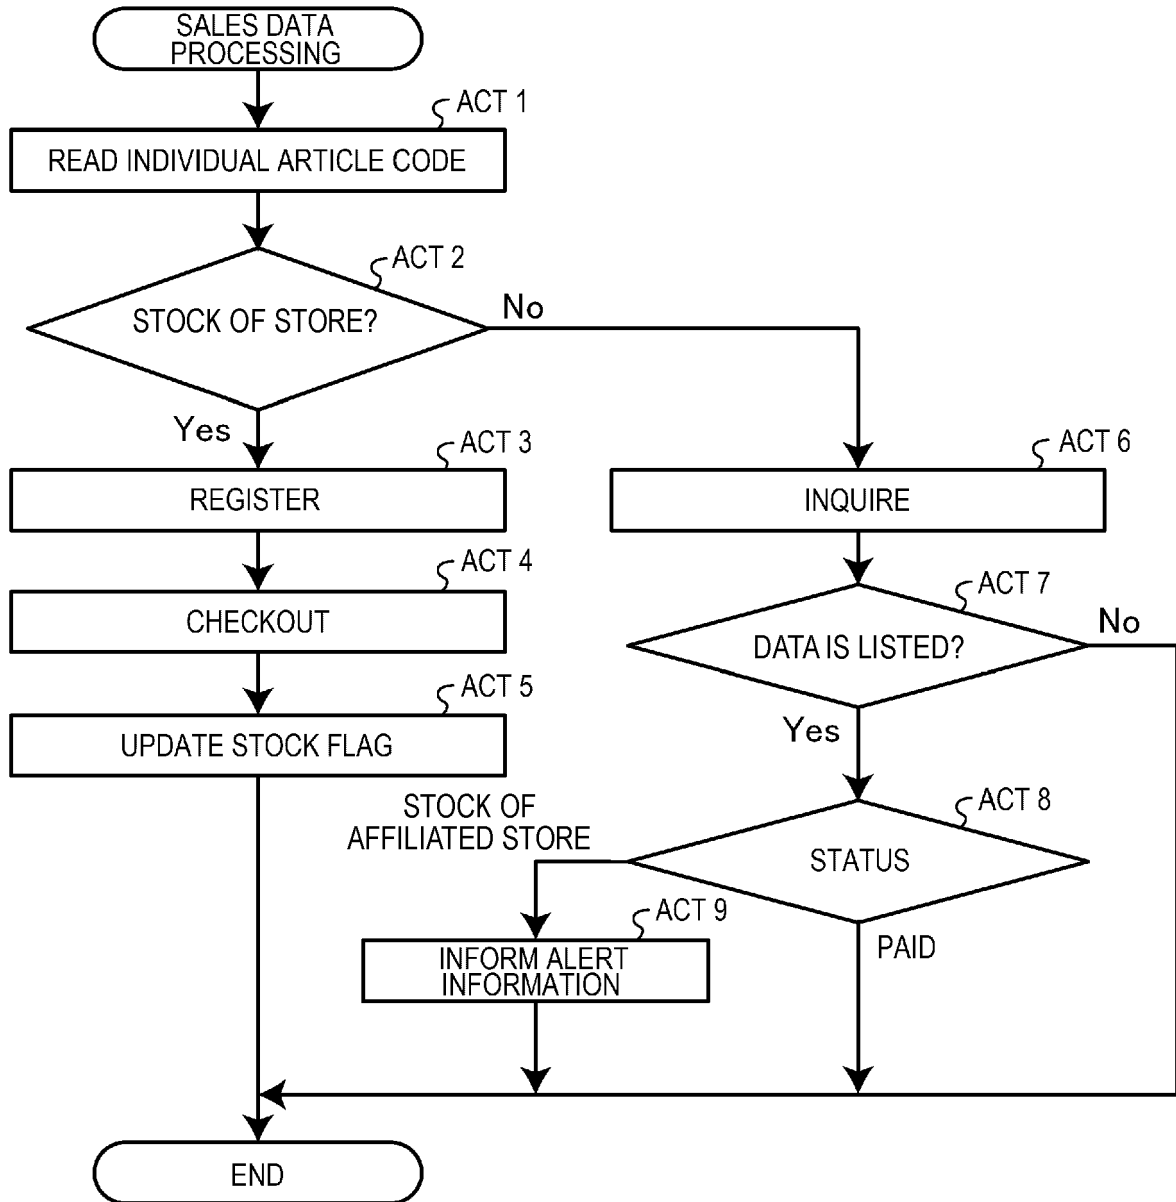 SALES DATA
PROCESSING
ACT 1
READ INDIVIDUAL ARTICLE CODE
ACT 2
STOCK OF STORE?
No
Yes
ACT 3
REGISTER
ACT 4
CHECKOUT
ACT 5
UPDATE STOCK FLAG
ACT 6
INQUIRE
ACT 7
DATA IS LISTED?
No
Yes
ACT 8
STATUS
STOCK OF
AFFILIATED STORE
PAID
ACT 9
INFORM ALERT
INFORMATION
END